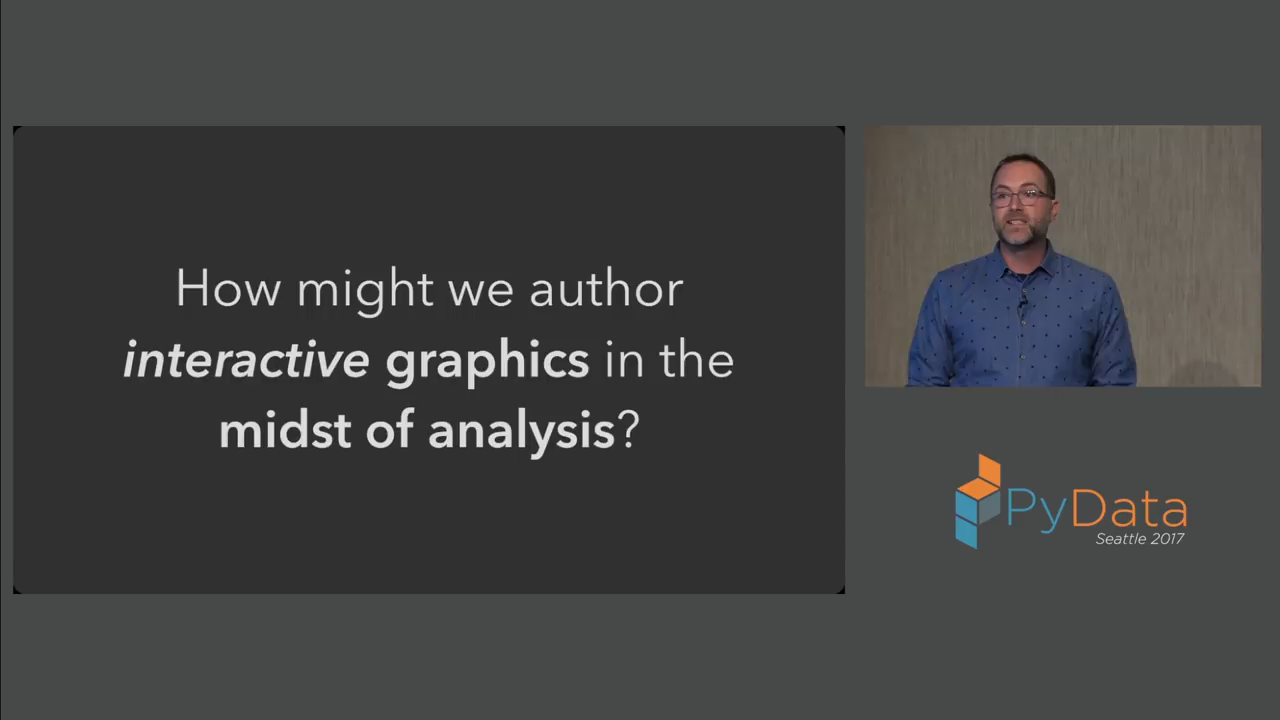 How might we author
interactive graphics in the
midst of analysis?
PyData
Seattle 2017